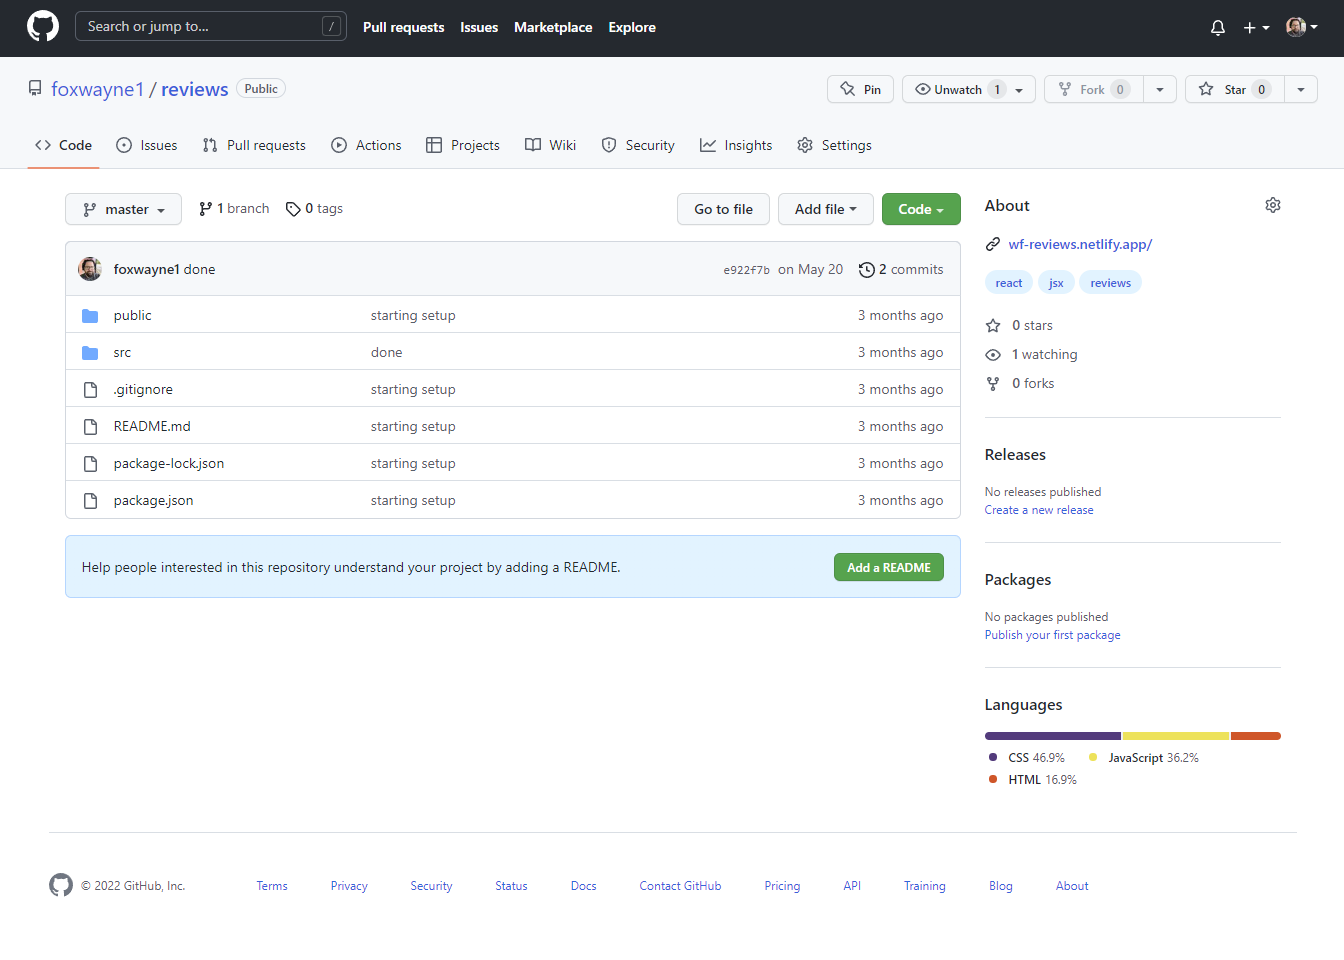 Search or jump to... / Pull requests Issues Marketplace Explore
foxwayne1 / reviews Public Pin Unwatch 1 Fork 0 Star 0
Code Issues Pull requests Actions Projects Wiki Security Insights Settings
master 1 branch 0 tags Go to file Add file Code
foxwayne1 done e922f7b on May 20 2 commits
public starting setup 3 months ago
src done 3 months ago
.gitignore starting setup 3 months ago
README.md starting setup 3 months ago
package-lock.json starting setup 3 months ago
package.json starting setup 3 months ago
Help people interested in this repository understand your project by adding a README. Add a README
About
wf-reviews.netlify.app/
react jsx reviews
0 stars
1 watching
0 forks
Releases
No releases published
Create a new release
Packages
No packages published
Publish your first package
Languages
CSS 46.9% JavaScript 36.2%
HTML 16.9%
© 2022 GitHub, Inc. Terms Privacy Security Status Docs Contact GitHub Pricing API Training Blog About